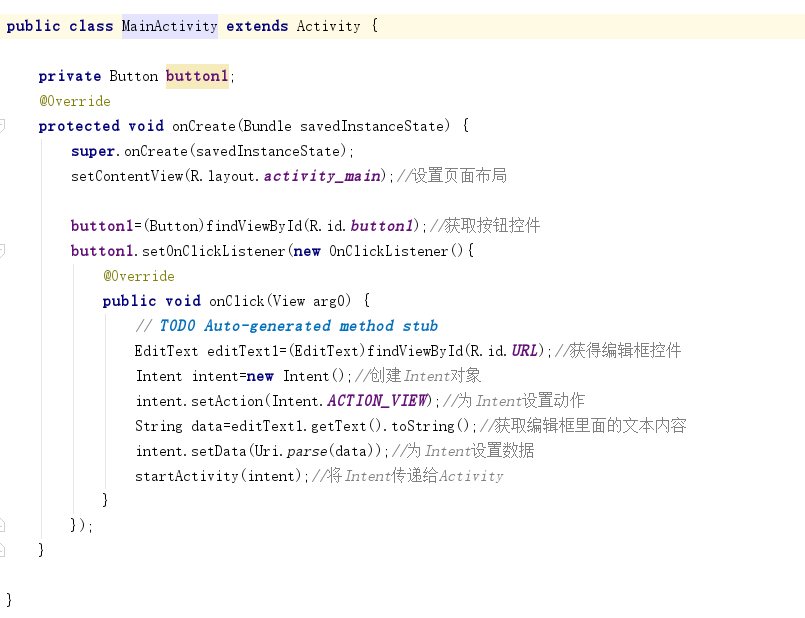 public class MainActivity extends Activity {
private Button button1;
@Override
protected void onCreate(Bundle savedInstanceState) {
super.onCreate(savedInstanceState);
setContentView(R.layout.activity_main);//设置页面布局
button1=(Button)findViewById(R.id.button1);//获取按钮控件
button1.setOnClickListener(new OnClickListener(){
@Override
public void onClick(View arg0) {
// TODO Auto-generated method stub
EditText editText1=(EditText)findViewById(R.id.URL);//获得编辑框控件
Intent intent=new Intent();//创建Intent对象
intent.setAction(Intent.ACTION_VIEW);//为Intent设置动作
String data=editText1.getText().toString();//获取编辑框里面的文本内容
intent.setData(Uri.parse(data));//为Intent设置数据
startActivity(intent);//将Intent传递给Activity
}
});
}
}